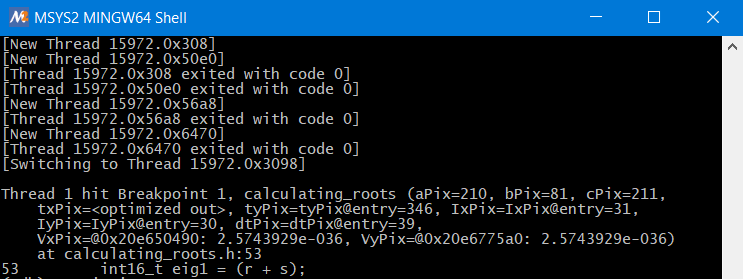 MSYS2 MINGW64 Shell
[New Thread 15972.0x308]
[New Thread 15972.0x50e0]
[Thread 15972.0x308 exited with code 0]
[Thread 15972.0x50e0 exited with code 0]
[New Thread 15972.0x56a8]
[Thread 15972.0x56a8 exited with code 0]
[New Thread 15972.0x6470]
[Thread 15972.0x6470 exited with code 0]
[Switching to Thread 15972.0x3098]
Thread 1 hit Breakpoint 1, calculating_roots (aPix=210, bPix=81, cPix=211,
txPix=<optimized out>, tyPix=tyPix@entry=346, IxPix=IxPix@entry=31,
IyPix=IyPix@entry=30, dtPix=dtPix@entry=39,
VxPix=@0x20e650490: 2.5743929e-036, VyPix=@0x20e6775a0: 2.5743929e-036)
at calculating_roots.h:53
53 int16_t eig1 = (r + s);